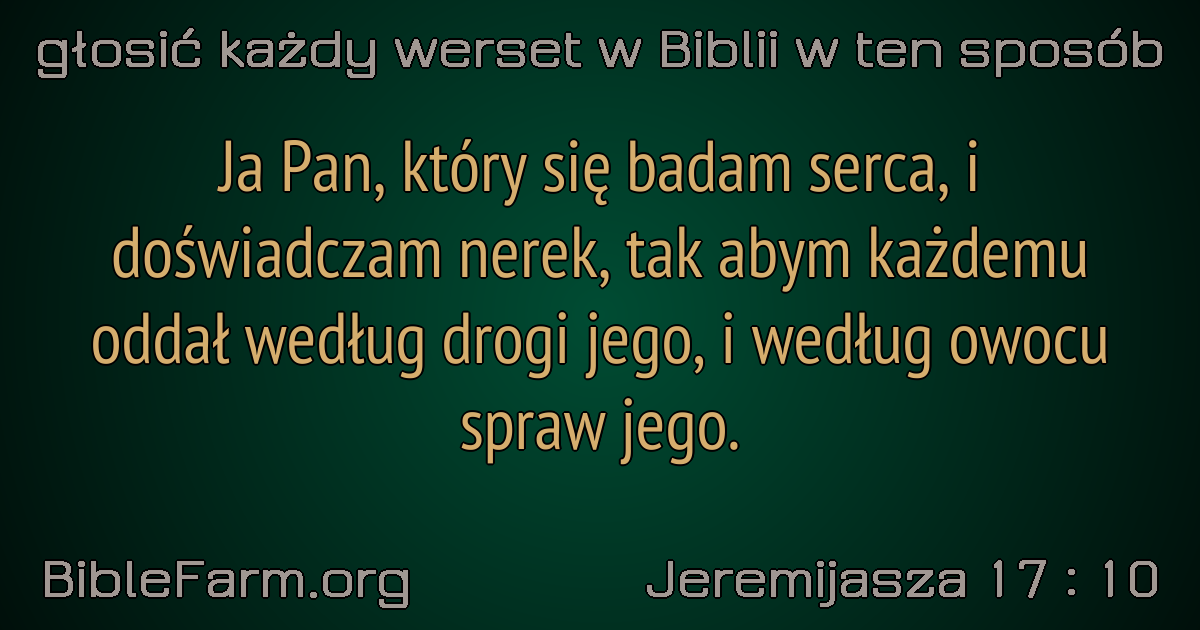 głosić każdy werset w Biblii w ten sposób
Ja Pan, który się badam serca, i
doświadczam nerek, tak abym każdemu
oddał według drogi jego, i według owocu
spraw jego.
BibleFarm.org
Jeremijasza 17 : 10